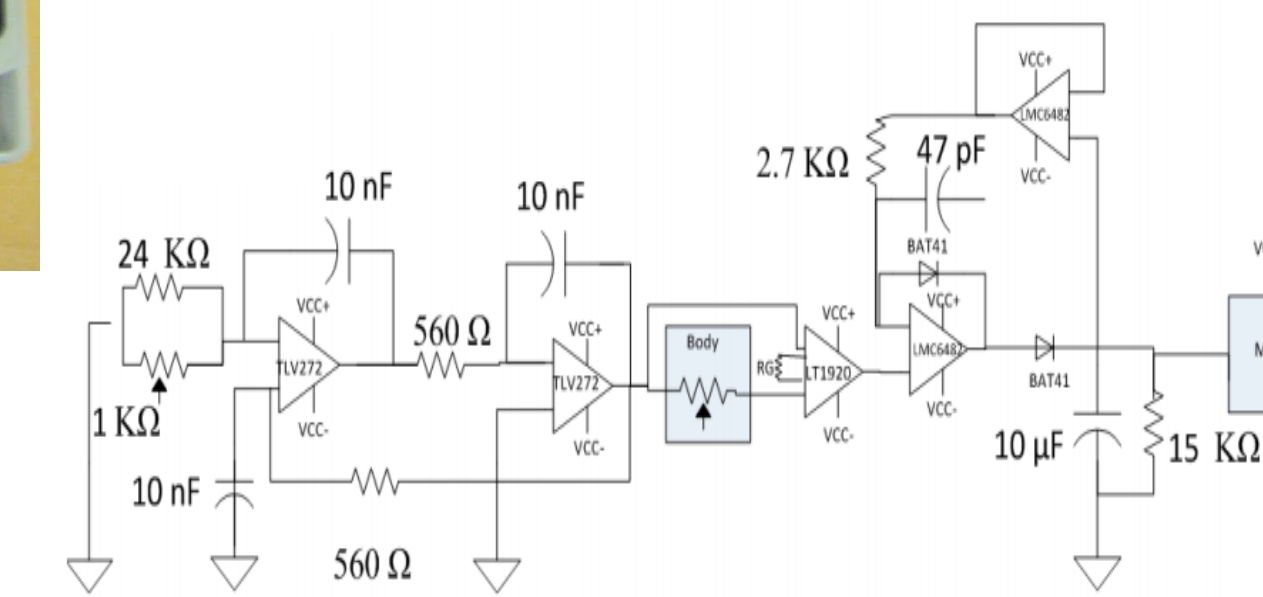 10 nF
24 KΩ
1 KΩ
VCC+
TLV272
VCC-
10 nF
560 Ω
560 Ω
10 nF
VCC+
TLV272
VCC-
Body
RG
VCC+
LT1920
VCC-
2.7 KΩ
47 pF
VCC+
LMC6482
VCC-
BAT41
VCC+
LMC6482
VCC-
BAT41
10 µF
15 KΩ